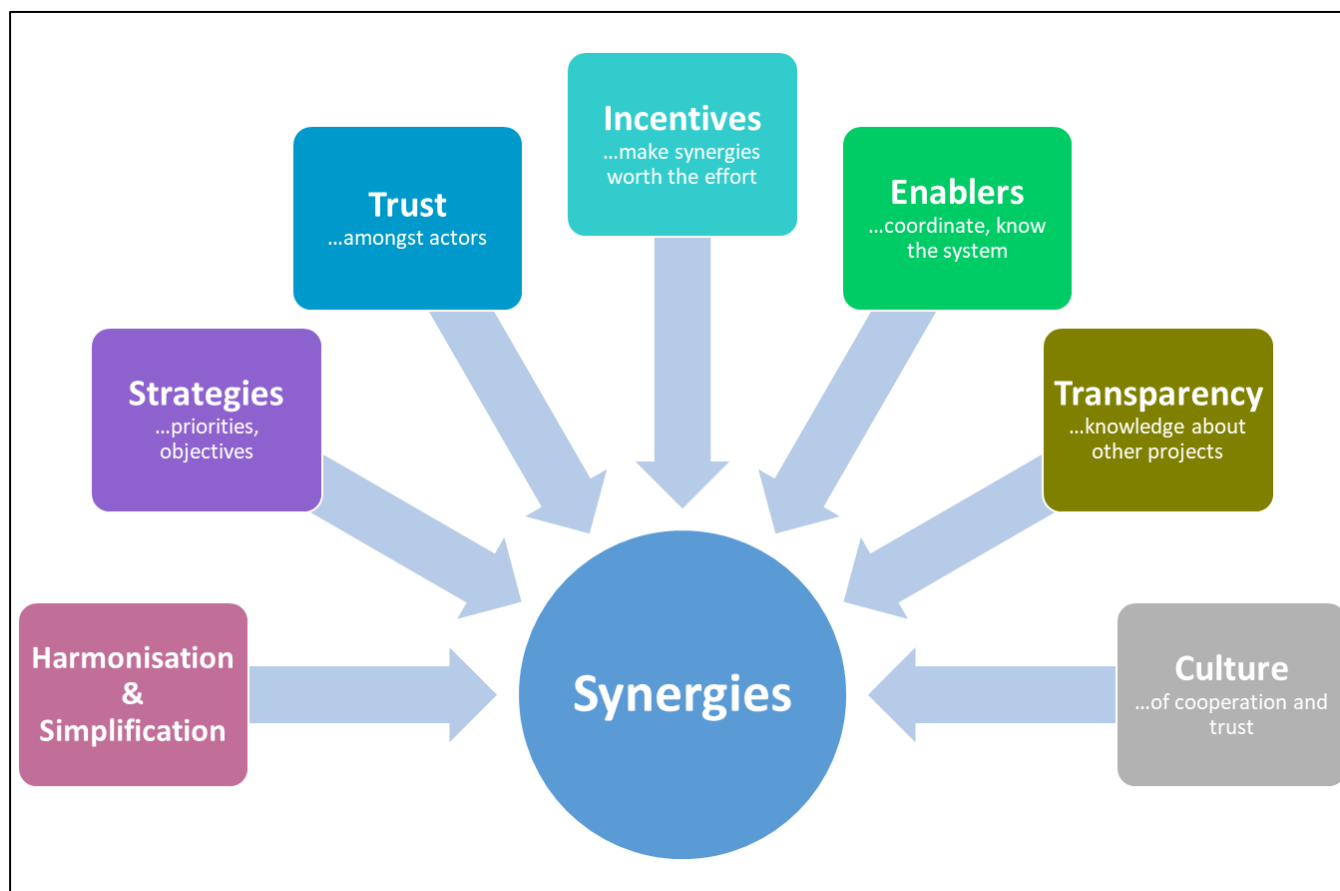 Incentives
...make synergies
worth the effort
Trust
...amongst actors
Enablers
...coordinate, know
the system
Strategies
...priorities,
objectives
Transparency
...knowledge about
other projects
Harmonisation
&
Simplification
Synergies
Culture
...of cooperation and
trust